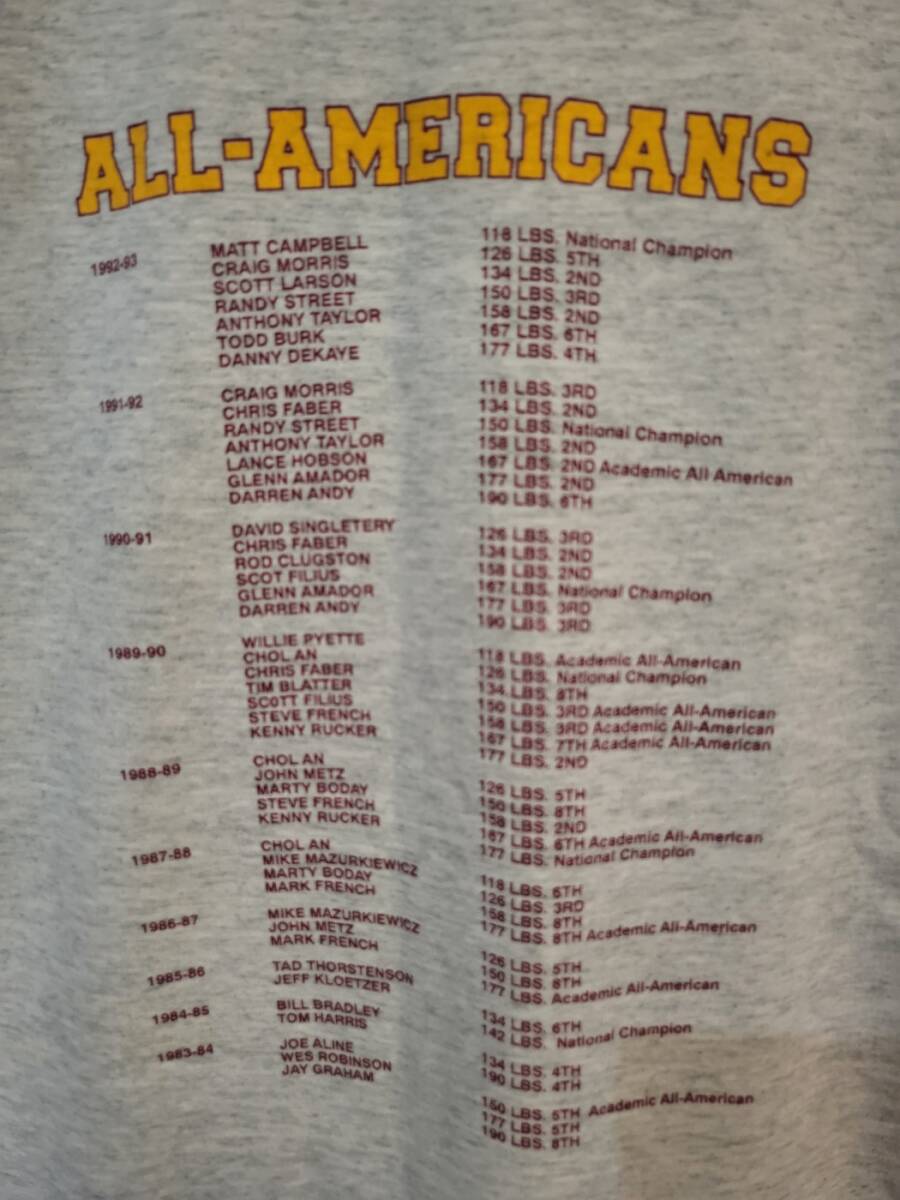 ALL-AMERICANS
1992-93 MATT CAMPBELL 118 LBS. National Champion
CRAIG MORRIS 126 LBS. 5TH
SCOTT LARSON 134 LBS. 2ND
RANDY STREET 150 LBS. 3RD
ANTHONY TAYLOR 158 LBS. 2ND
TODD BURK 167 LBS. 6TH
DANNY DEKAYE 177 LBS. 4TH
1991-92 CRAIG MORRIS 118 LBS. 3RD
CHRIS FABER 134 LBS. 2ND
RANDY STREET 150 LBS. National Champion
ANTHONY TAYLOR 158 LBS. 2ND
LANCE HOBSON 167 LBS. 2ND Academic All American
GLENN AMADOR 177 LBS. 2ND
DARREN ANDY 190 LBS. 6TH
1990-91 DAVID SINGLETERY 126 LBS. 3RD
CHRIS FABER 134 LBS. 2ND
ROD CLUGSTON 158 LBS. 2ND
SCOT FILIUS 167 LBS. National Champion
GLENN AMADOR 177 LBS. 3RD
DARREN ANDY 190 LBS. 3RD
1989-90 WILLIE PYETTE 118 LBS. Academic All-American
CHOL AN 126 LBS. National Champion
CHRIS FABER 134 LBS. 8TH
TIM BLATTER 150 LBS. 3RD Academic All-American
SCOTT FILIUS 158 LBS. 3RD Academic All-American
STEVE FRENCH 167 LBS. 7TH Academic All-American
KENNY RUCKER 177 LBS. 2ND
1988-89 CHOL AN 126 LBS. 5TH
JOHN METZ 150 LBS. 8TH
MARTY BODAY 158 LBS. 2ND
STEVE FRENCH 167 LBS. 6TH Academic All-American
KENNY RUCKER 177 LBS. National Champion
1987-88 CHOL AN 118 LBS. 6TH
MIKE MAZURKIEWICZ 126 LBS. 3RD
MARTY BODAY 158 LBS. 8TH
MARK FRENCH 177 LBS. 8TH Academic All-American
1986-87 MIKE MAZURKIEWICZ 126 LBS. 5TH
JOHN METZ 150 LBS. 8TH
MARK FRENCH 177 LBS. Academic All-American
1985-86 TAD THORSTENSON 134 LBS. 6TH
JEFF KLOETZER 142 LBS. National Champion
1984-85 BILL BRADLEY 134 LBS. 4TH
TOM HARRIS 190 LBS. 4TH
1983-84 JOE ALINE 150 LBS. 5TH Academic All-American
WES ROBINSON 177 LBS. 5TH
JAY GRAHAM 190 LBS. 8TH